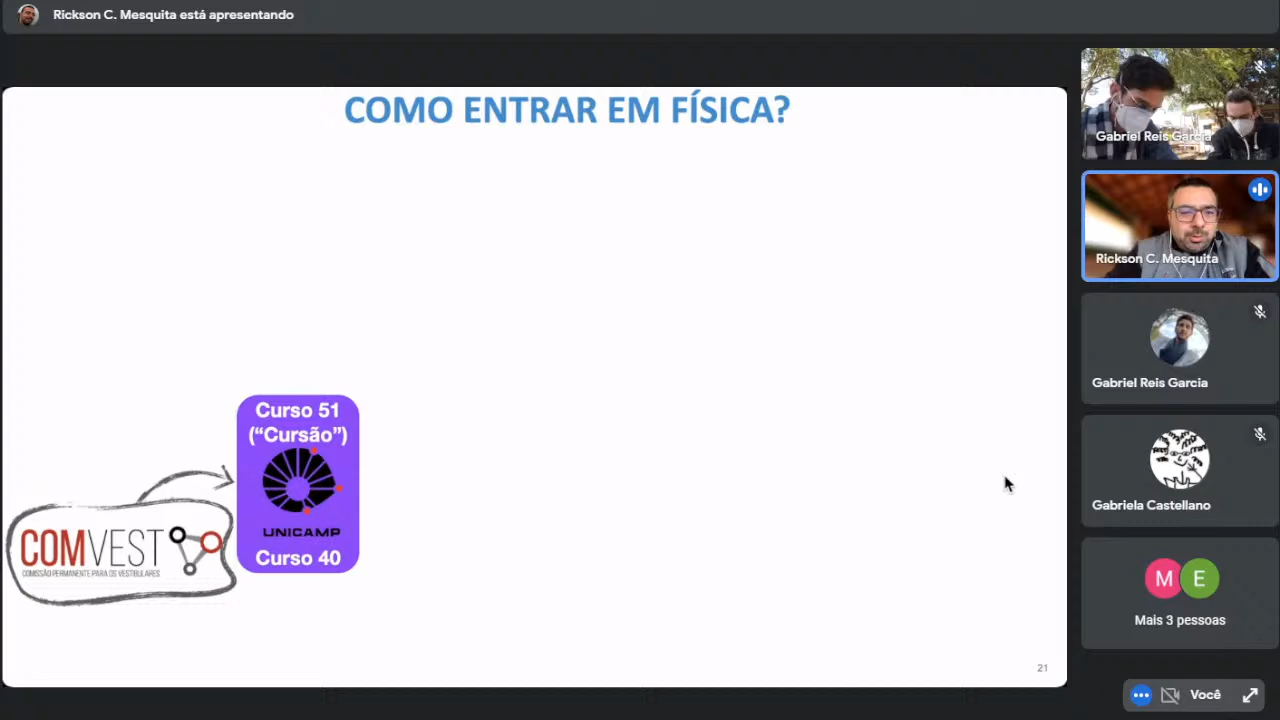 Rickson C. Mesquita está apresentando
COMO ENTRAR EM FÍSICA?
Curso 51
(“Cursão”)
UNICAMP
Curso 40
COMVEST
COMISSÃO PERMANENTE PARA OS VESTIBULARES
21
Gabriel Reis Garcia
Rickson C. Mesquita
Gabriel Reis Garcia
Gabriela Castellano
M
E
Mais 3 pessoas
Você